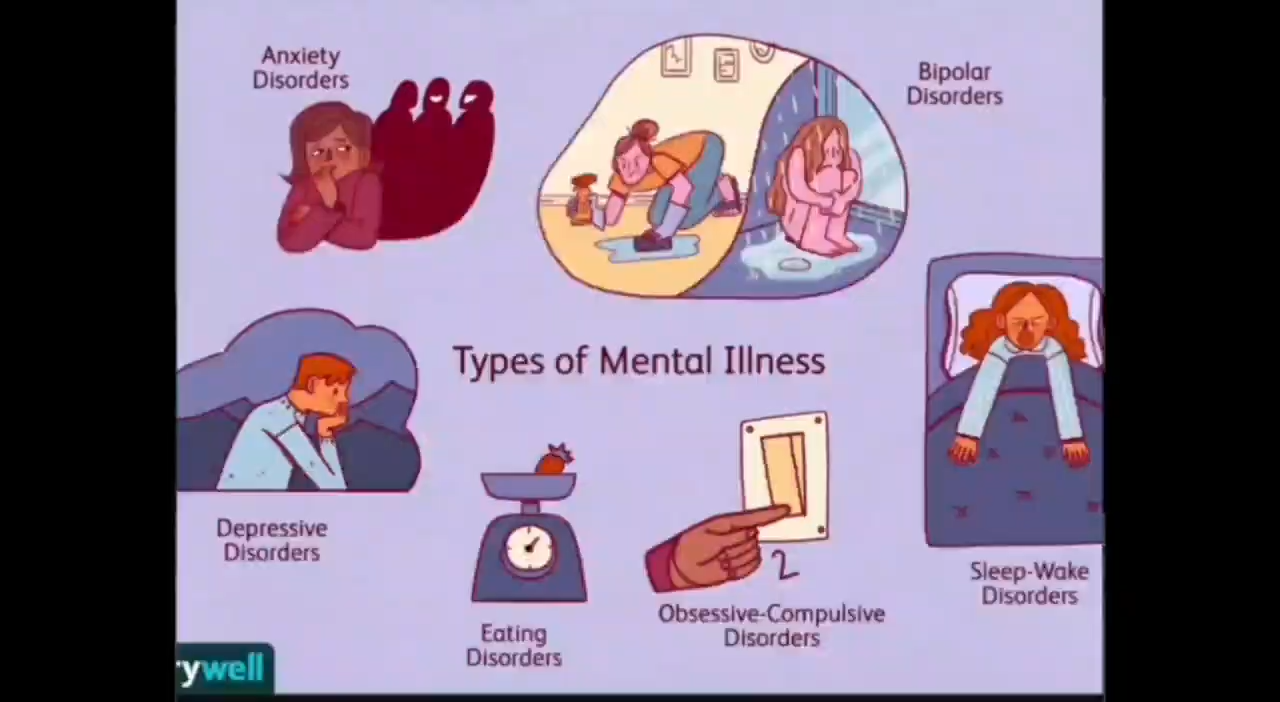 Anxiety
Disorders
Bipolar
Disorders
Types of Mental Illness
Depressive
Disorders
Eating
Disorders
2
Obsessive-Compulsive
Disorders
Sleep-Wake
Disorders
rywell